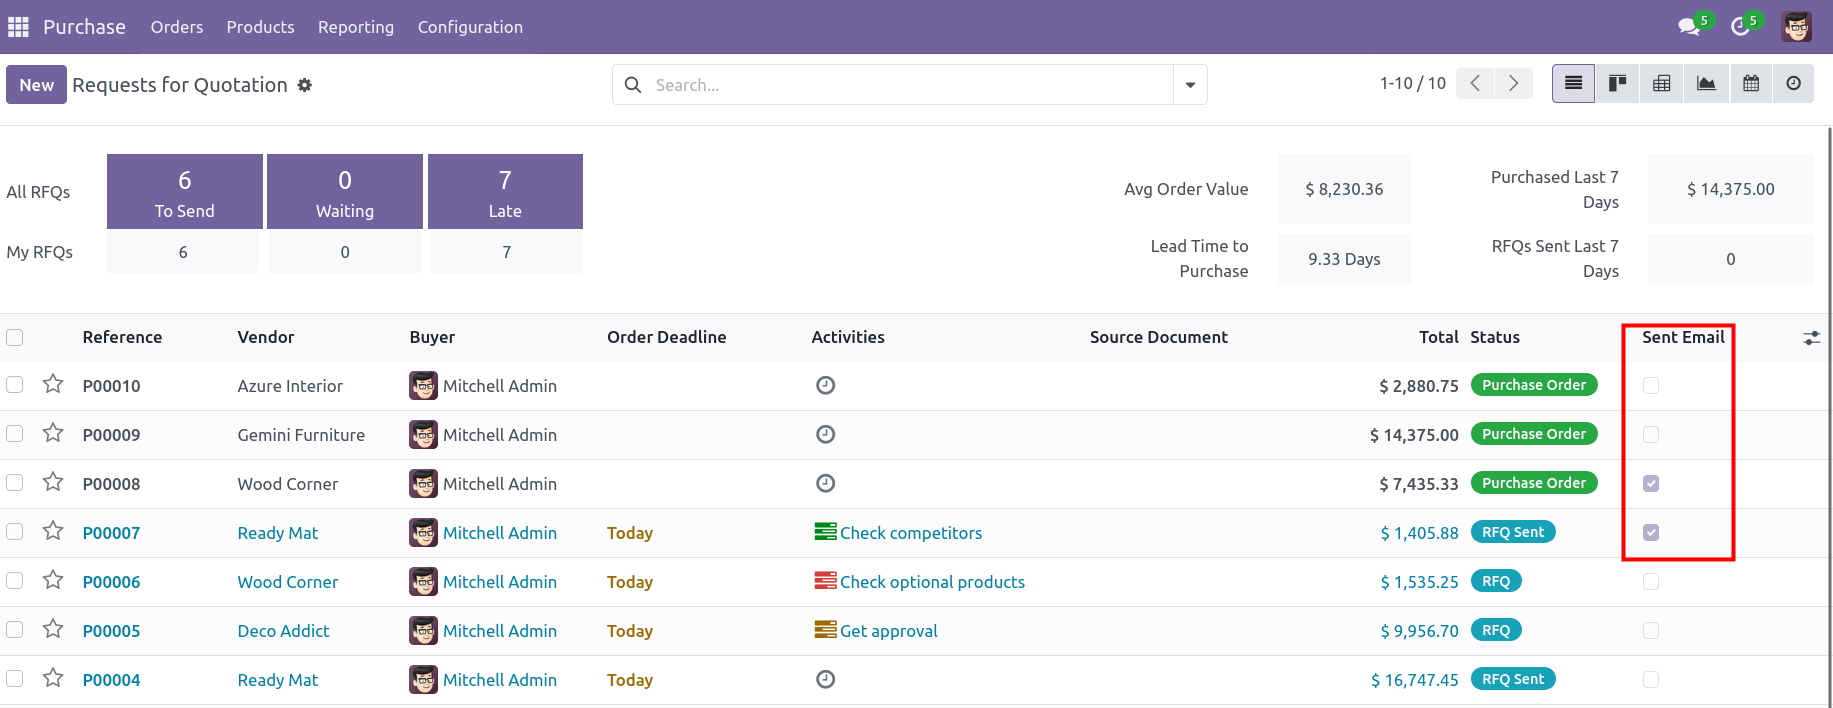 Purchase Orders Products Reporting Configuration 5 5
New Requests for Quotation Search... 1-10 / 10
All RFQs 6 To Send 0 Waiting 7 Late
My RFQs 6 0 7
Avg Order Value $ 8,230.36 Purchased Last 7 Days $ 14,375.00
Lead Time to Purchase 9.33 Days RFQs Sent Last 7 Days 0
Reference Vendor Buyer Order Deadline Activities Source Document Total Status Sent Email
P00010 Azure Interior Mitchell Admin $ 2,880.75 Purchase Order
P00009 Gemini Furniture Mitchell Admin $ 14,375.00 Purchase Order
P00008 Wood Corner Mitchell Admin $ 7,435.33 Purchase Order
P00007 Ready Mat Mitchell Admin Today Check competitors $ 1,405.88 RFQ Sent
P00006 Wood Corner Mitchell Admin Today Check optional products $ 1,535.25 RFQ
P00005 Deco Addict Mitchell Admin Today Get approval $ 9,956.70 RFQ
P00004 Ready Mat Mitchell Admin Today $ 16,747.45 RFQ Sent